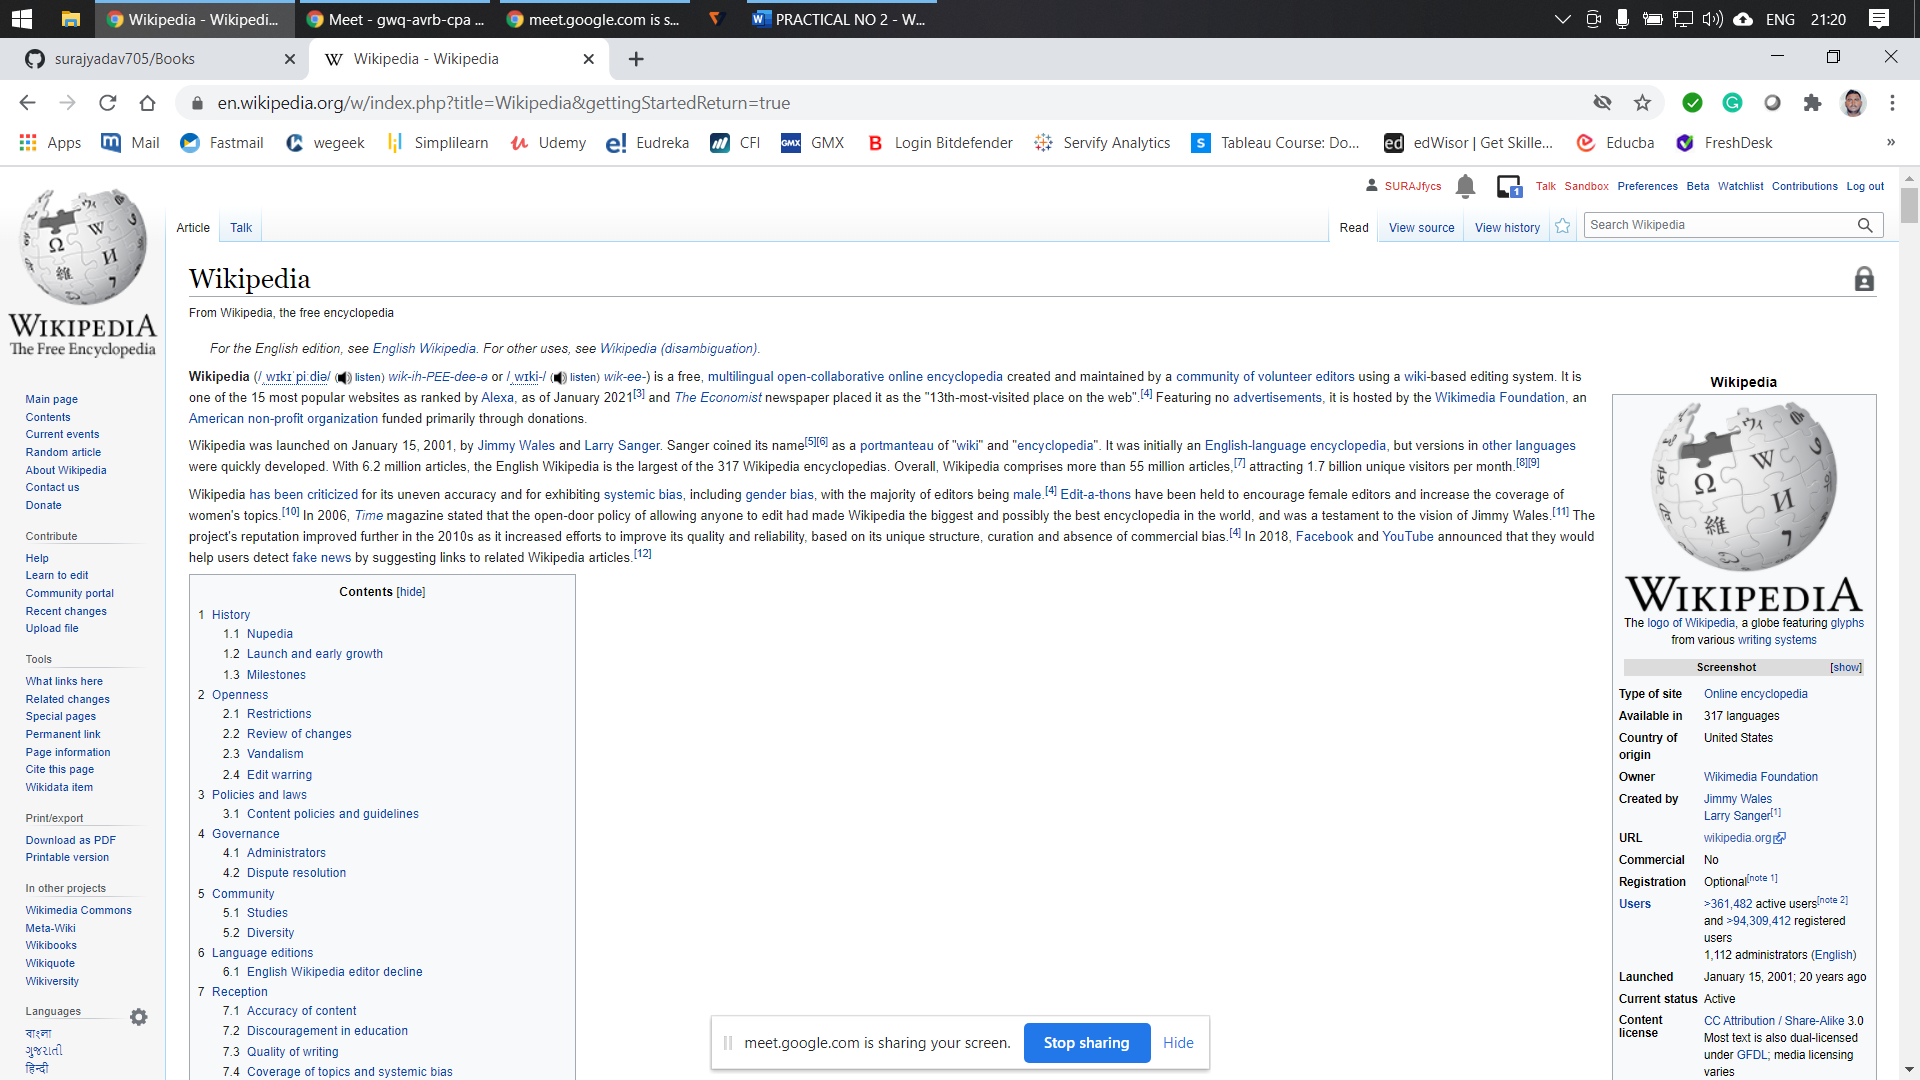 Wikipedia - Wikipedi...
Meet - gwq-avrb-cpa ...
meet.google.com is s...
PRACTICAL NO 2 - W...
ENG
21:20
surajyadav705/Books
Wikipedia - Wikipedia
en.wikipedia.org/w/index.php?title=Wikipedia&gettingStartedReturn=true
Apps
Mail
Fastmail
wegeek
Simplilearn
Udemy
Eudreka
CFI
GMX
Login Bitdefender
Servify Analytics
Tableau Course: Do...
edWisor | Get Skille...
Educba
FreshDesk
»
SURAJfycs
1
Talk
Sandbox
Preferences
Beta
Watchlist
Contributions
Log out
Article
Talk
Read
View source
View history
Search Wikipedia
WIKIPEDIA
The Free Encyclopedia
Main page
Contents
Current events
Random article
About Wikipedia
Contact us
Donate
Contribute
Help
Learn to edit
Community portal
Recent changes
Upload file
Tools
What links here
Related changes
Special pages
Permanent link
Page information
Cite this page
Wikidata item
Print/export
Download as PDF
Printable version
In other projects
Wikimedia Commons
Meta-Wiki
Wikibooks
Wikiquote
Wikiversity
Languages
বাংলা
ગુજરાતી
हिन्दी
Wikipedia
From Wikipedia, the free encyclopedia
For the English edition, see English Wikipedia. For other uses, see Wikipedia (disambiguation).
Wikipedia (/ˌwɪkɪˈpiːdiə/ (listen) wik-ih-PEE-dee-ə or /ˌwɪki-/ (listen) wik-ee-) is a free, multilingual open-collaborative online encyclopedia created and maintained by a community of volunteer editors using a wiki-based editing system. It is
one of the 15 most popular websites as ranked by Alexa, as of January 2021[3] and The Economist newspaper placed it as the "13th-most-visited place on the web".[4] Featuring no advertisements, it is hosted by the Wikimedia Foundation, an
American non-profit organization funded primarily through donations.
Wikipedia was launched on January 15, 2001, by Jimmy Wales and Larry Sanger. Sanger coined its name[5][6] as a portmanteau of "wiki" and "encyclopedia". It was initially an English-language encyclopedia, but versions in other languages
were quickly developed. With 6.2 million articles, the English Wikipedia is the largest of the 317 Wikipedia encyclopedias. Overall, Wikipedia comprises more than 55 million articles,[7] attracting 1.7 billion unique visitors per month.[8][9]
Wikipedia has been criticized for its uneven accuracy and for exhibiting systemic bias, including gender bias, with the majority of editors being male.[4] Edit-a-thons have been held to encourage female editors and increase the coverage of
women's topics.[10] In 2006, Time magazine stated that the open-door policy of allowing anyone to edit had made Wikipedia the biggest and possibly the best encyclopedia in the world, and was a testament to the vision of Jimmy Wales.[11] The
project's reputation improved further in the 2010s as it increased efforts to improve its quality and reliability, based on its unique structure, curation and absence of commercial bias.[4] In 2018, Facebook and YouTube announced that they would
help users detect fake news by suggesting links to related Wikipedia articles.[12]
Contents [hide]
1 History
1.1 Nupedia
1.2 Launch and early growth
1.3 Milestones
2 Openness
2.1 Restrictions
2.2 Review of changes
2.3 Vandalism
2.4 Edit warring
3 Policies and laws
3.1 Content policies and guidelines
4 Governance
4.1 Administrators
4.2 Dispute resolution
5 Community
5.1 Studies
5.2 Diversity
6 Language editions
6.1 English Wikipedia editor decline
7 Reception
7.1 Accuracy of content
7.2 Discouragement in education
7.3 Quality of writing
7.4 Coverage of topics and systemic bias
Wikipedia
WIKIPEDIA
The logo of Wikipedia, a globe featuring glyphs
from various writing systems
Screenshot [show]
Type of site Online encyclopedia
Available in 317 languages
Country of United States
origin
Owner Wikimedia Foundation
Created by Jimmy Wales
Larry Sanger[1]
URL wikipedia.org
Commercial No
Registration Optional[note 1]
Users >361,482 active users[note 2]
and >94,309,412 registered
users
1,112 administrators (English)
Launched January 15, 2001; 20 years ago
Current status Active
Content CC Attribution / Share-Alike 3.0
license Most text is also dual-licensed
under GFDL; media licensing
varies
meet.google.com is sharing your screen.
Stop sharing
Hide